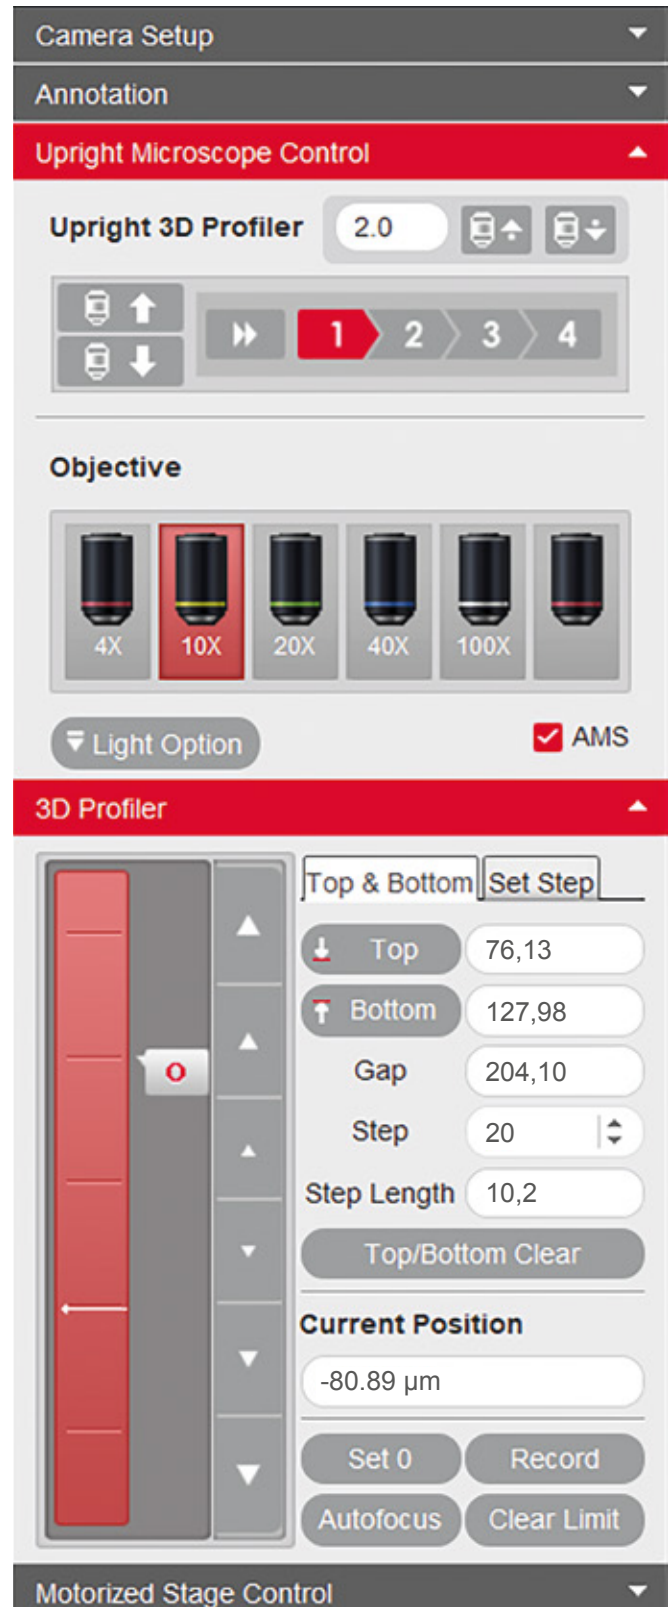 Camera Setup
Annotation
Upright Microscope Control
Upright 3D Profiler 2.0
1 2 3 4
Objective
4X 10X 20X 40X 100X
Light Option AMS
3D Profiler
Top & Bottom Set Step
Top 76,13
Bottom 127,98
O
Gap 204,10
Step 20
Step Length 10,2
Top/Bottom Clear
Current Position
-80.89 µm
Set 0 Record
Autofocus Clear Limit
Motorized Stage Control